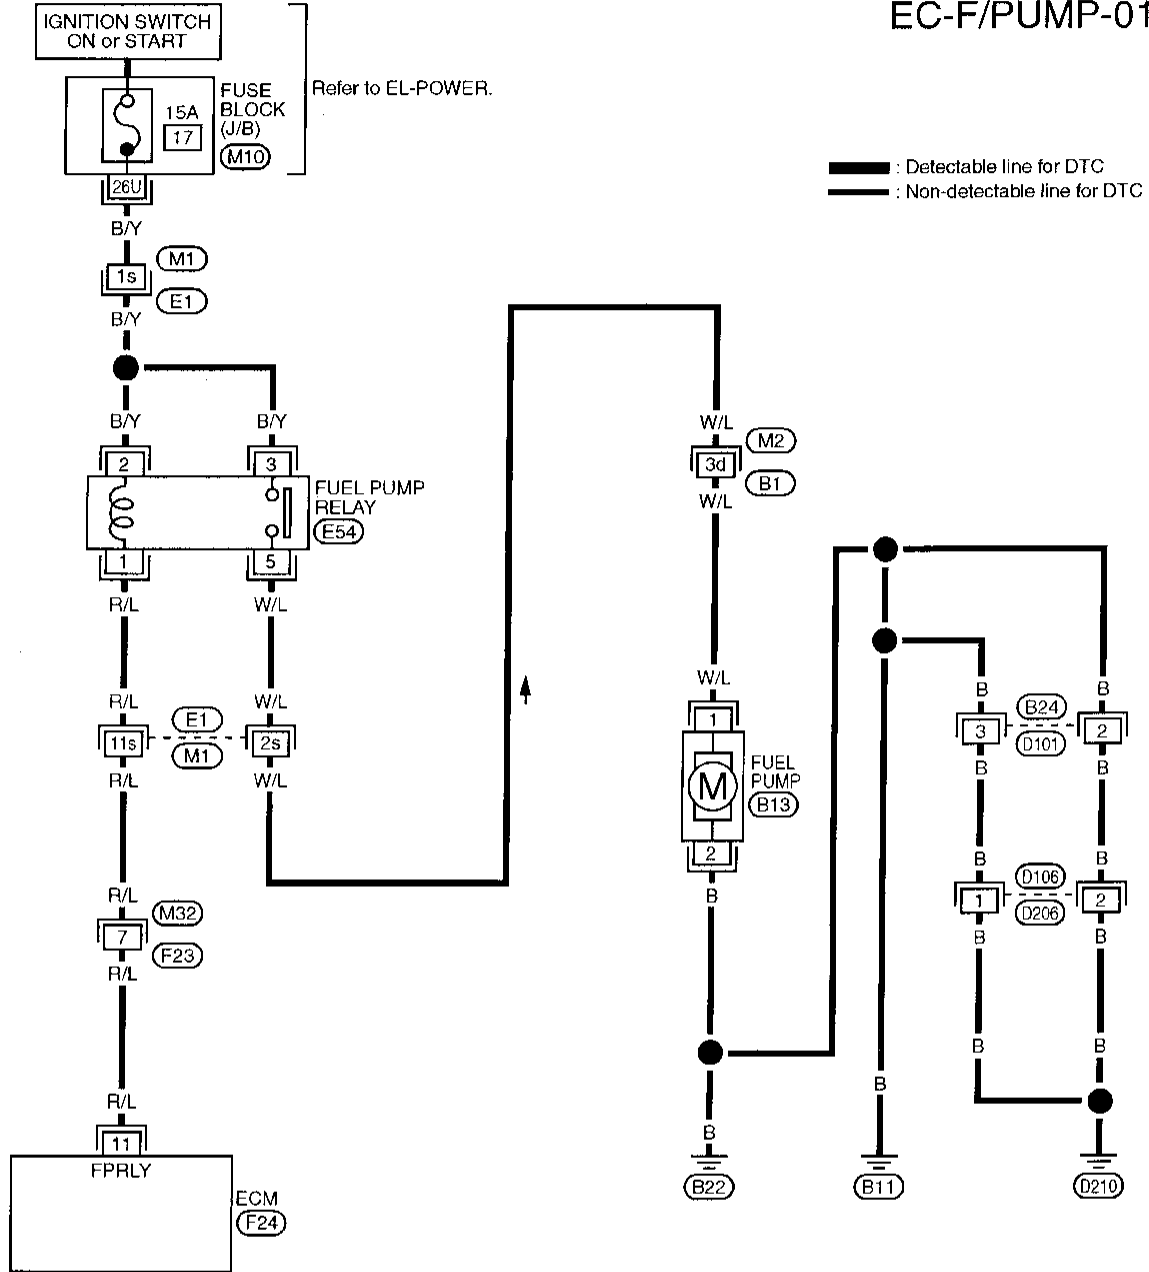 EC-F/PUMP-01
IGNITION SWITCH
ON or START
Refer to EL-POWER.
FUSE
BLOCK
(J/B)
M10
15A
17
26U
: Detectable line for DTC
: Non-detectable line for DTC
B/Y
M1
1s
E1
B/Y
B/Y
B/Y
2
3
FUEL PUMP
RELAY
E54
1
5
R/L
W/L
R/L
W/L
E1
11s
2s
M1
R/L
W/L
R/L
M32
7
F23
R/L
R/L
11
FPRLY
ECM
F24
W/L
M2
3d
B1
W/L
W/L
1
FUEL
PUMP
M
B13
2
B
B
B22
B
B11
B
B
B24
3
2
D101
B
B
B
B
D106
1
2
D206
B
B
B
B
D210